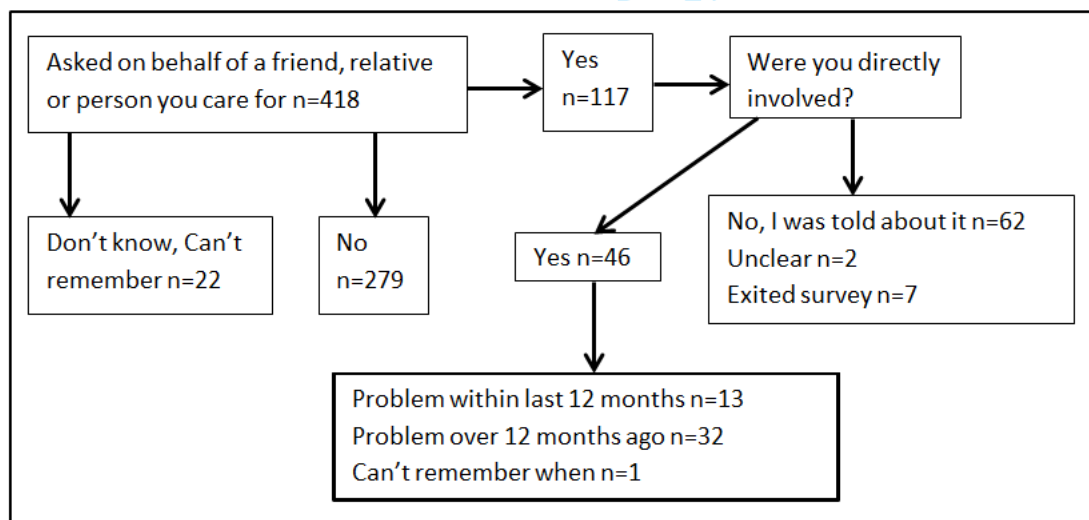 Asked on behalf of a friend, relative
or person you care for n=418
Yes
n=117
Were you directly
involved?
Don't know, Can't
remember n=22
No
n=279
Yes n=46
No, I was told about it n=62
Unclear n=2
Exited survey n=7
Problem within last 12 months n=13
Problem over 12 months ago n=32
Can't remember when n=1